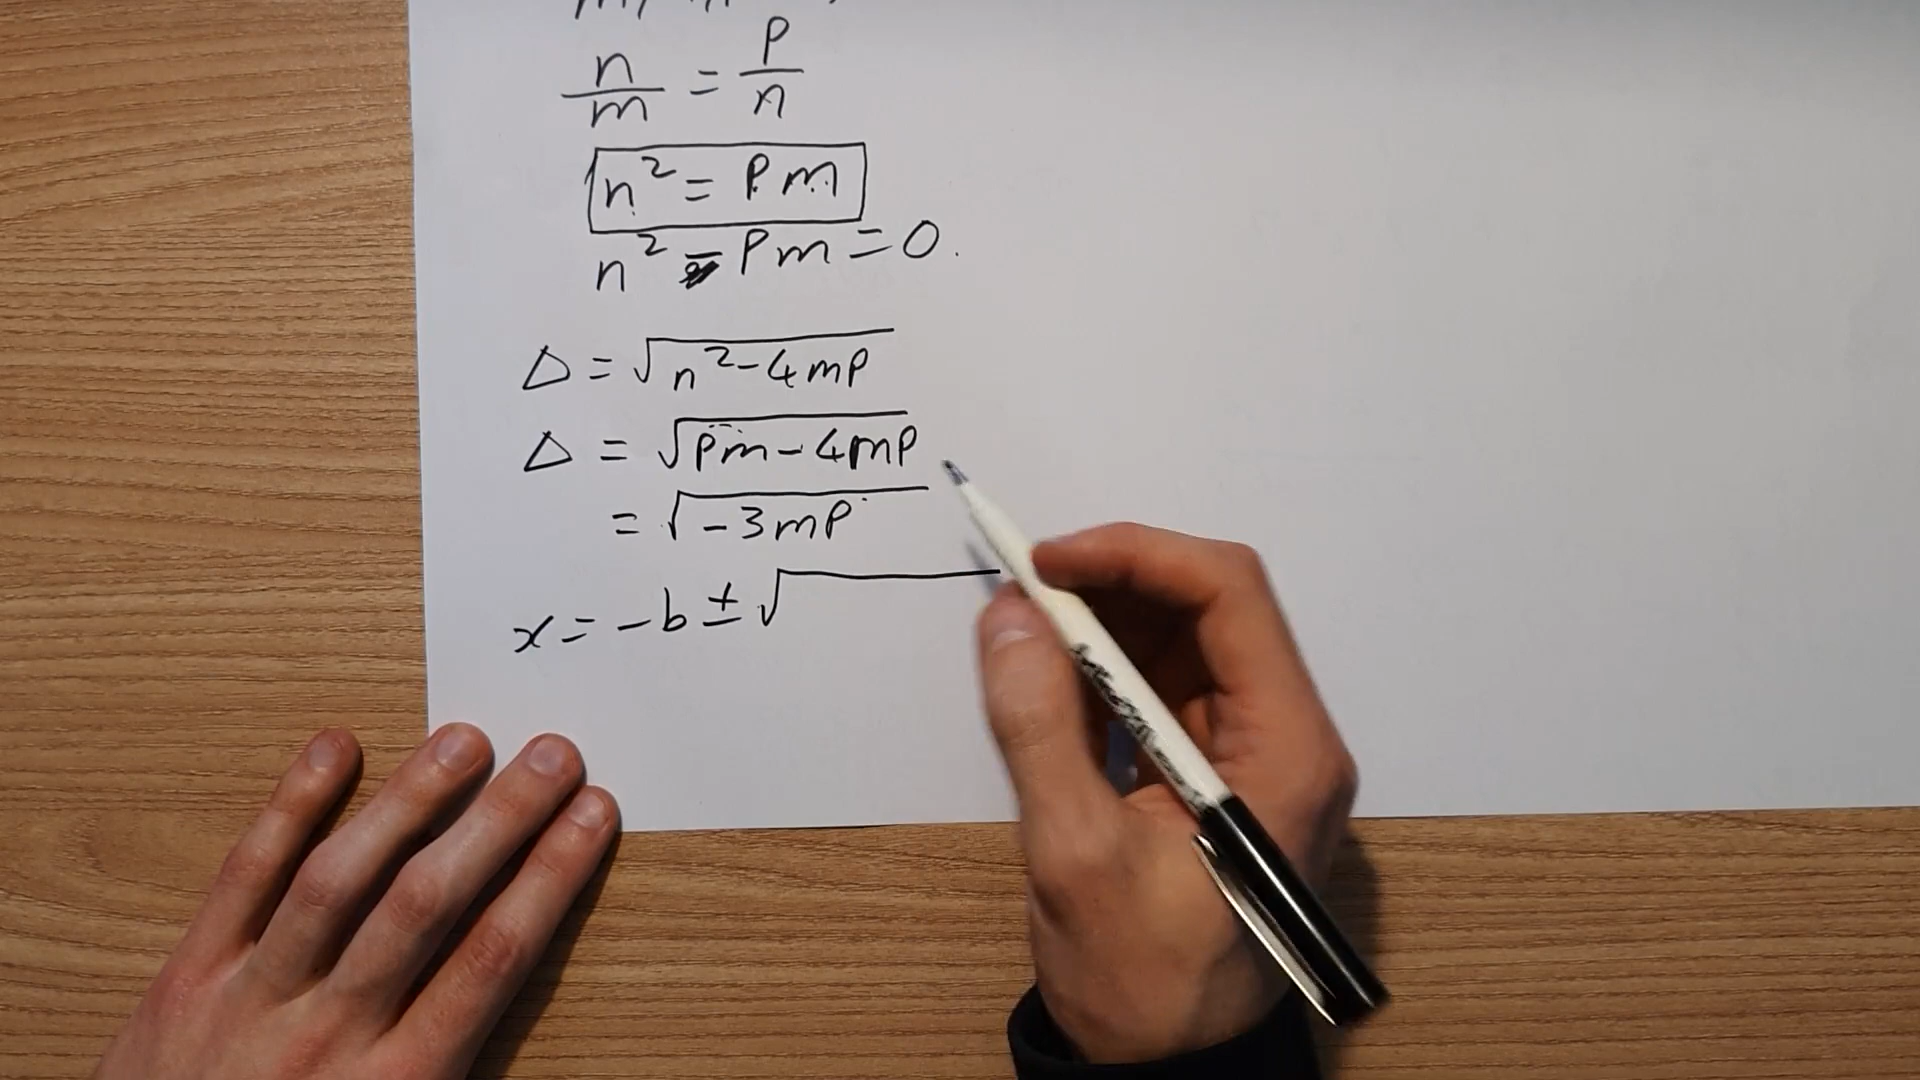 n/m = p/n
n² = Pm
n² - Pm = 0.
Δ = √(n² - 4mp)
Δ = √(pm - 4mp)
= √(-3mp)
x = -b ± √